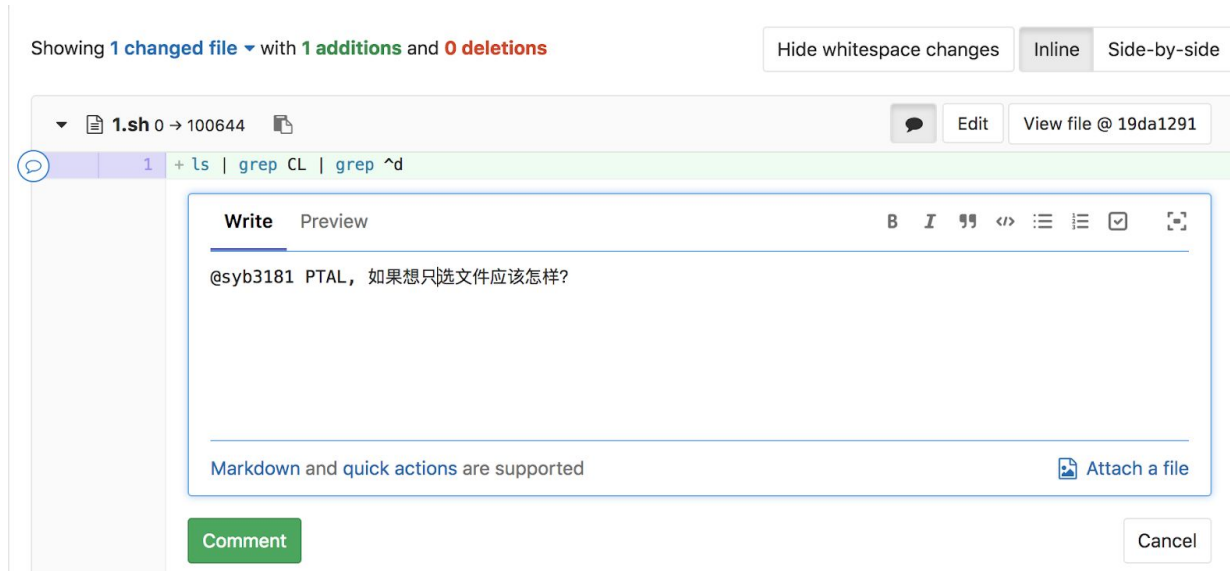 Showing 1 changed file with 1 additions and 0 deletions Hide whitespace changes Inline Side-by-side
1.sh 0 → 100644 Edit View file @ 19da1291
1 + ls | grep CL | grep ^d
Write Preview B I
@syb3181 PTAL, 如果想只选文件应该怎样?
Markdown and quick actions are supported Attach a file
Comment Cancel